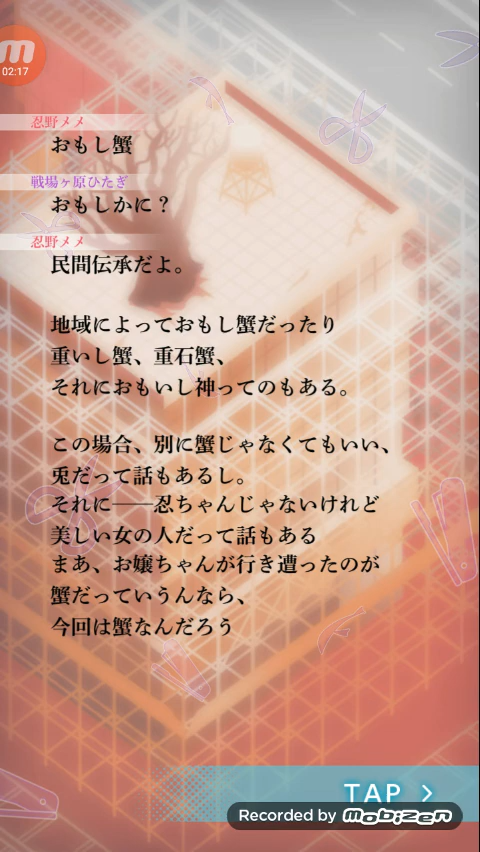 m
02:17
忍野メメ
おもし蟹
戦場ヶ原ひたぎ
おもしかに？
忍野メメ
民間伝承だよ。
地域によっておもし蟹だったり
重いし蟹、重石蟹、
それにおもいし神ってのもある。
この場合、別に蟹じゃなくてもいい、
兎だって話もあるし。
それに――忍ちゃんじゃないけれど
美しい女の人だって話もある
まあ、お嬢ちゃんが行き遭ったのが
蟹だっていうんなら、
今回は蟹なんだろう
TAP >
Recorded by mobizen